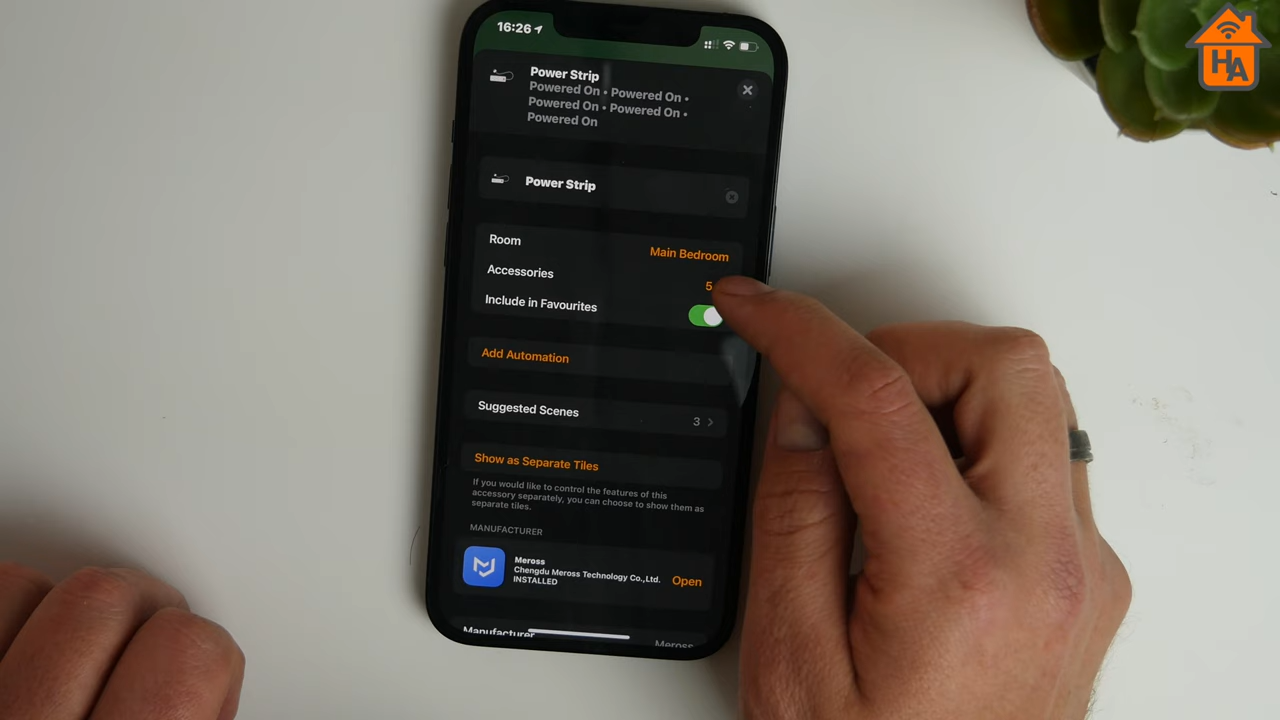 16:26
HA
Power Strip
Powered On • Powered On •
Powered On • Powered On •
Powered On
Power Strip
Room
Main Bedroom
Accessories
5
Include in Favourites
Add Automation
Suggested Scenes
3
Show as Separate Tiles
If you would like to control the features of this
accessory separately, you can choose to show them as
separate tiles.
MANUFACTURER
Meross
Chengdu Meross Technology Co.,Ltd.
INSTALLED
Open
Manufacturer
Meross